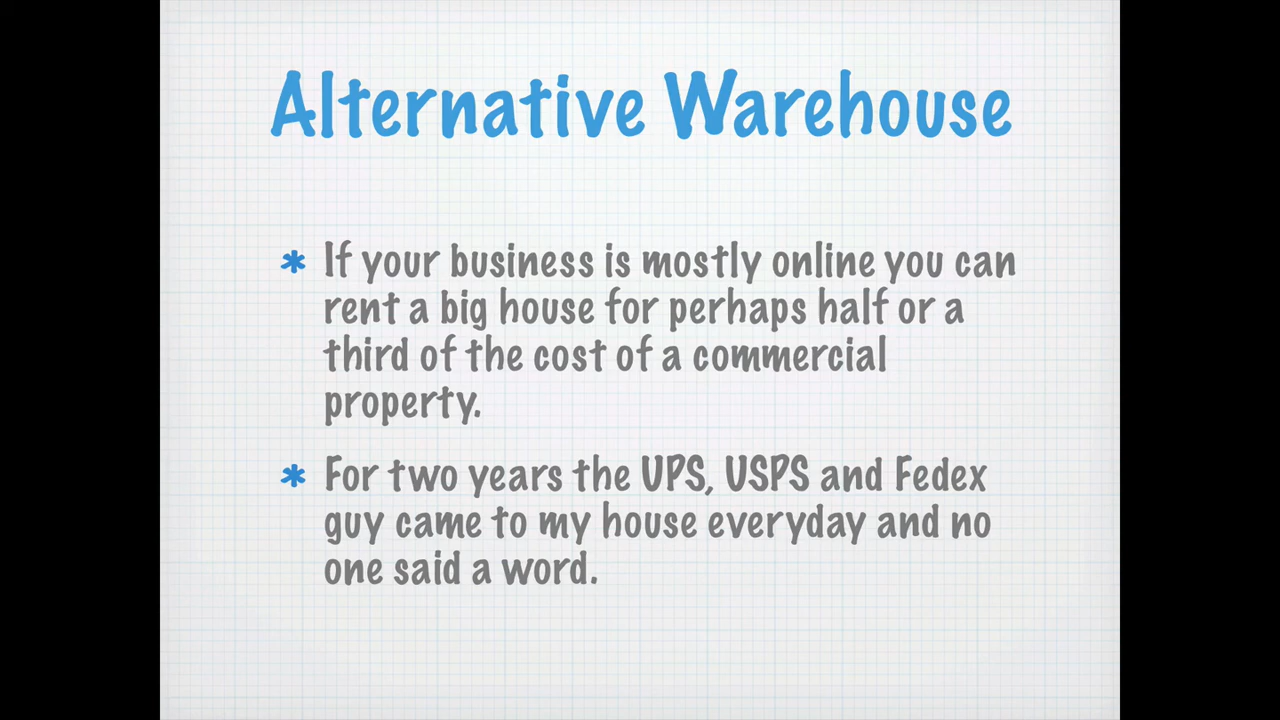 Alternative Warehouse
* If your business is mostly online you can
rent a big house for perhaps half or a
third of the cost of a commercial
property.
* For two years the UPS, USPS and Fedex
guy came to my house everyday and no
one said a word.